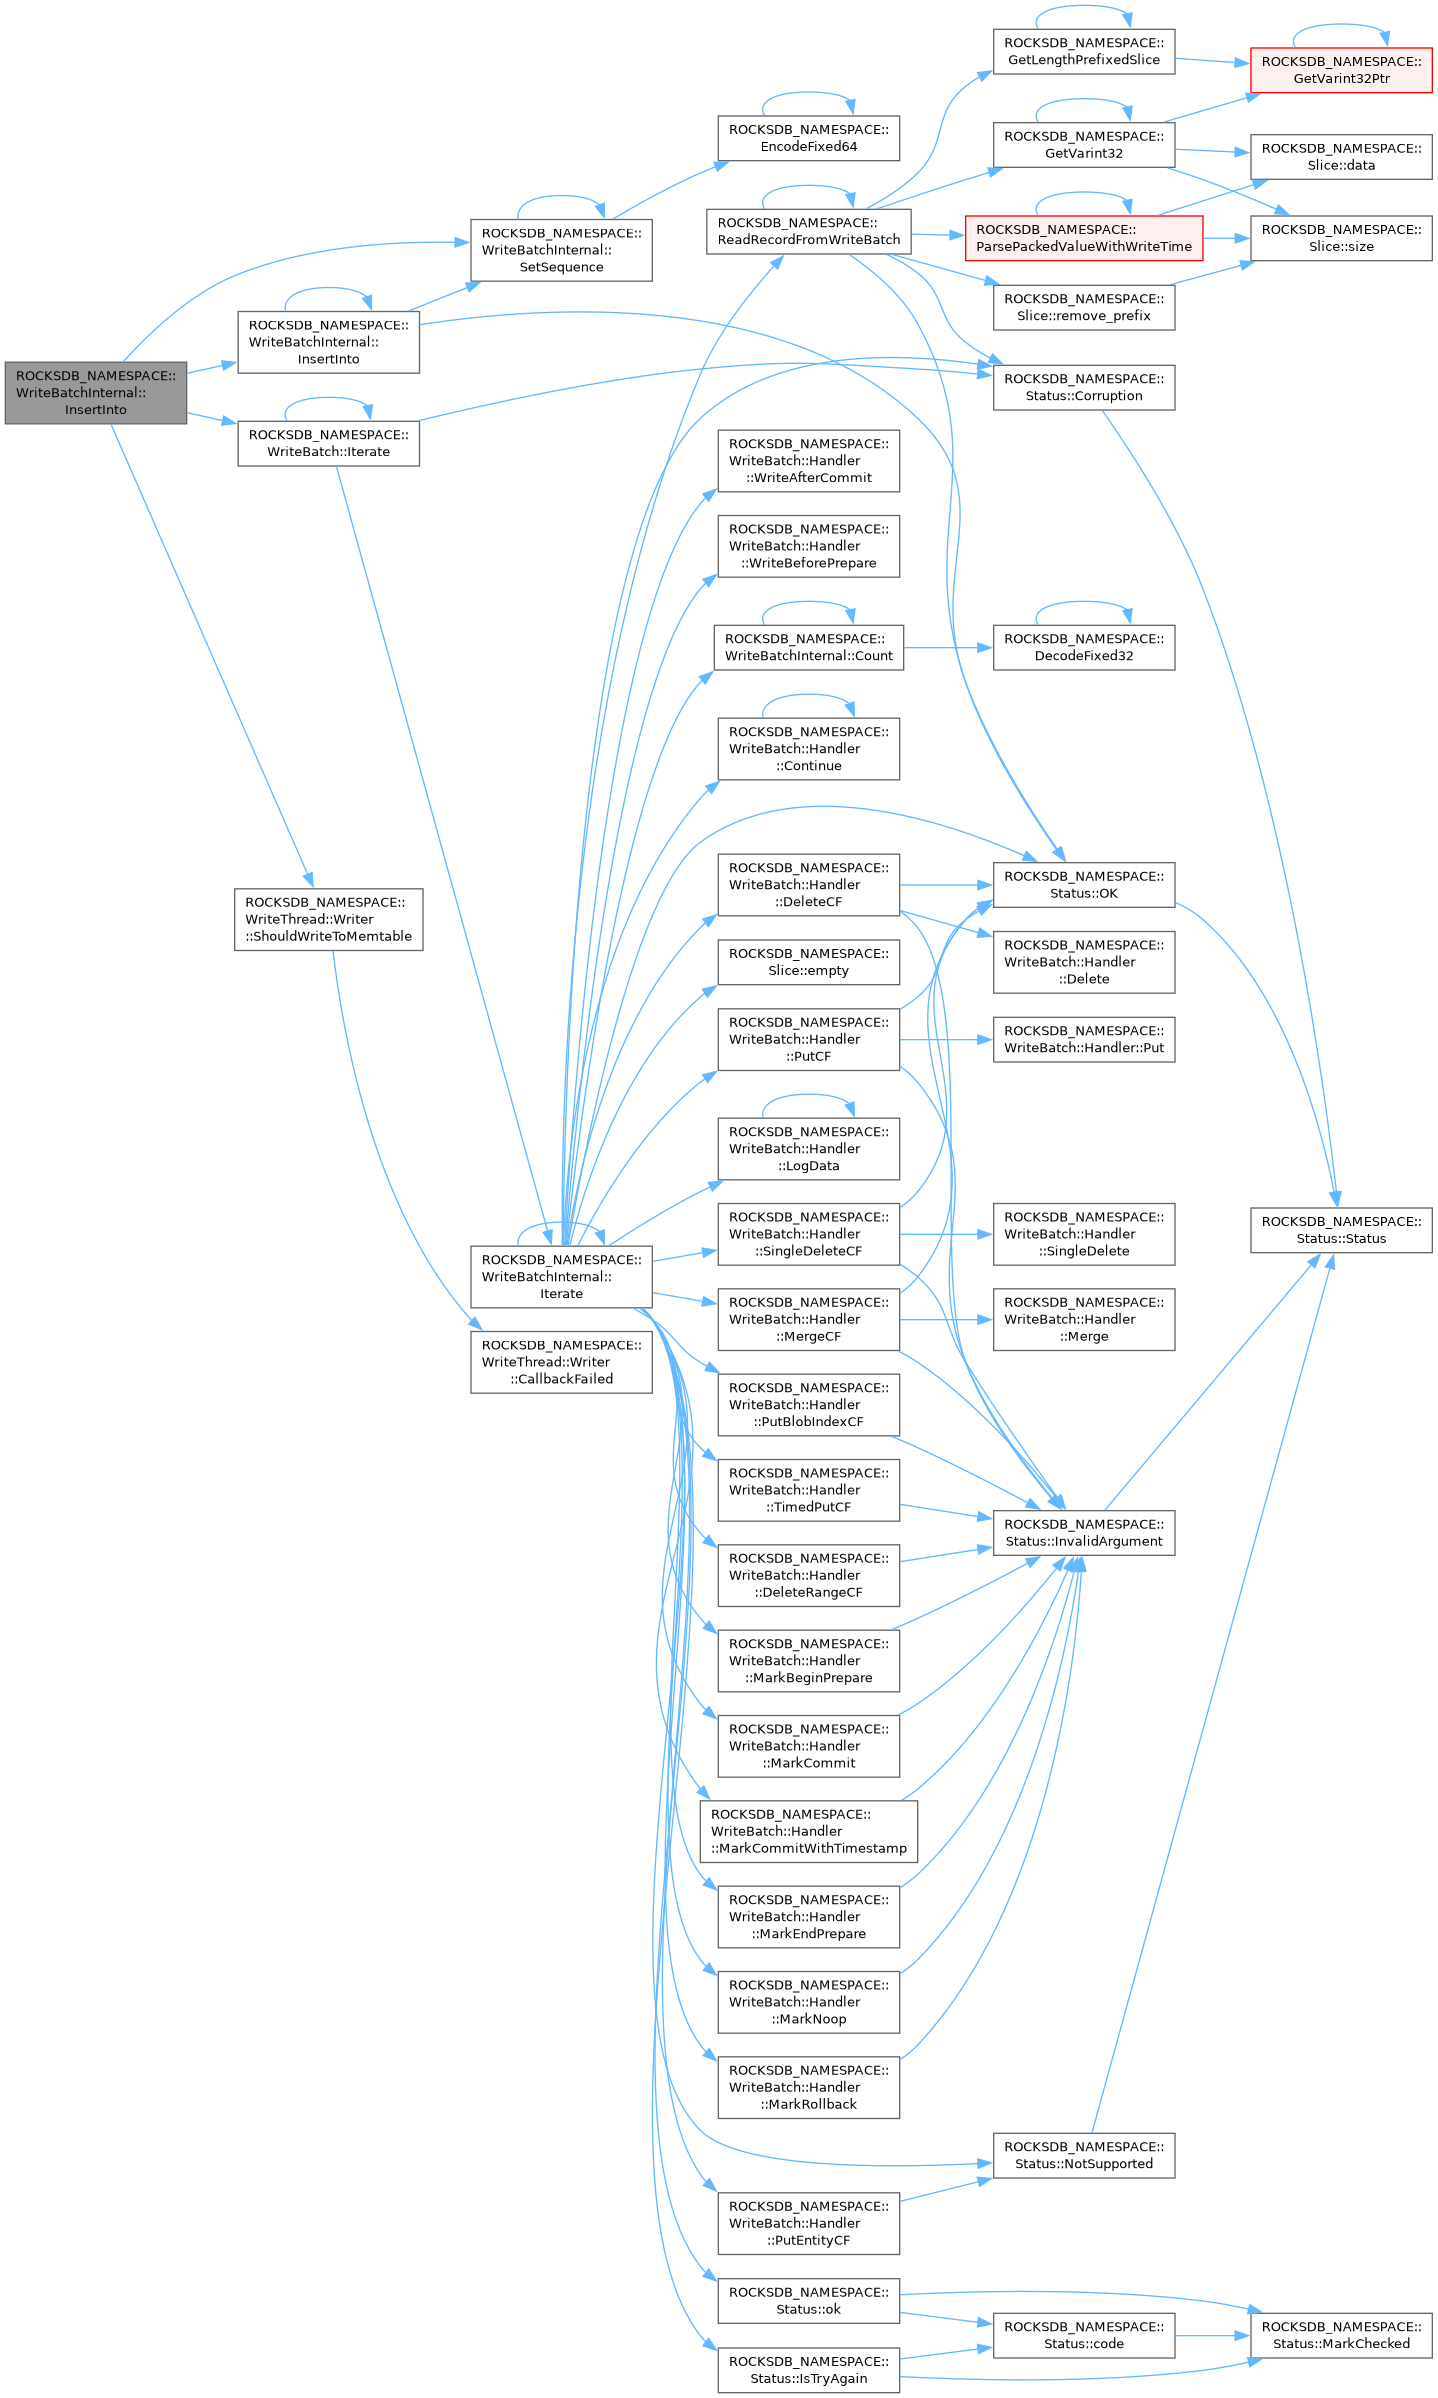 ROCKSDB_NAMESPACE::
WriteBatchInternal::
InsertInto
ROCKSDB_NAMESPACE::
WriteBatchInternal::
InsertInto
ROCKSDB_NAMESPACE::
WriteBatch::Iterate
ROCKSDB_NAMESPACE::
WriteThread::Writer
::ShouldWriteToMemtable
ROCKSDB_NAMESPACE::
WriteBatchInternal::
SetSequence
ROCKSDB_NAMESPACE::
WriteBatchInternal::
Iterate
ROCKSDB_NAMESPACE::
WriteThread::Writer
::CallbackFailed
ROCKSDB_NAMESPACE::
EncodeFixed64
ROCKSDB_NAMESPACE::
ReadRecordFromWriteBatch
ROCKSDB_NAMESPACE::
WriteBatch::Handler
::WriteAfterCommit
ROCKSDB_NAMESPACE::
WriteBatch::Handler
::WriteBeforePrepare
ROCKSDB_NAMESPACE::
WriteBatchInternal::Count
ROCKSDB_NAMESPACE::
WriteBatch::Handler
::Continue
ROCKSDB_NAMESPACE::
WriteBatch::Handler
::DeleteCF
ROCKSDB_NAMESPACE::
Slice::empty
ROCKSDB_NAMESPACE::
WriteBatch::Handler
::PutCF
ROCKSDB_NAMESPACE::
WriteBatch::Handler
::LogData
ROCKSDB_NAMESPACE::
WriteBatch::Handler
::SingleDeleteCF
ROCKSDB_NAMESPACE::
WriteBatch::Handler
::MergeCF
ROCKSDB_NAMESPACE::
WriteBatch::Handler
::PutBlobIndexCF
ROCKSDB_NAMESPACE::
WriteBatch::Handler
::TimedPutCF
ROCKSDB_NAMESPACE::
WriteBatch::Handler
::DeleteRangeCF
ROCKSDB_NAMESPACE::
WriteBatch::Handler
::MarkBeginPrepare
ROCKSDB_NAMESPACE::
WriteBatch::Handler
::MarkCommit
ROCKSDB_NAMESPACE::
WriteBatch::Handler
::MarkCommitWithTimestamp
ROCKSDB_NAMESPACE::
WriteBatch::Handler
::MarkEndPrepare
ROCKSDB_NAMESPACE::
WriteBatch::Handler
::MarkNoop
ROCKSDB_NAMESPACE::
WriteBatch::Handler
::MarkRollback
ROCKSDB_NAMESPACE::
WriteBatch::Handler
::PutEntityCF
ROCKSDB_NAMESPACE::
Status::ok
ROCKSDB_NAMESPACE::
Status::IsTryAgain
ROCKSDB_NAMESPACE::
GetLengthPrefixedSlice
ROCKSDB_NAMESPACE::
GetVarint32
ROCKSDB_NAMESPACE::
ParsePackedValueWithWriteTime
ROCKSDB_NAMESPACE::
Slice::remove_prefix
ROCKSDB_NAMESPACE::
Status::Corruption
ROCKSDB_NAMESPACE::
DecodeFixed32
ROCKSDB_NAMESPACE::
Status::OK
ROCKSDB_NAMESPACE::
WriteBatch::Handler
::Delete
ROCKSDB_NAMESPACE::
WriteBatch::Handler::Put
ROCKSDB_NAMESPACE::
WriteBatch::Handler
::SingleDelete
ROCKSDB_NAMESPACE::
WriteBatch::Handler
::Merge
ROCKSDB_NAMESPACE::
Status::InvalidArgument
ROCKSDB_NAMESPACE::
Status::NotSupported
ROCKSDB_NAMESPACE::
Status::code
ROCKSDB_NAMESPACE::
GetVarint32Ptr
ROCKSDB_NAMESPACE::
Slice::data
ROCKSDB_NAMESPACE::
Slice::size
ROCKSDB_NAMESPACE::
Status::Status
ROCKSDB_NAMESPACE::
Status::MarkChecked